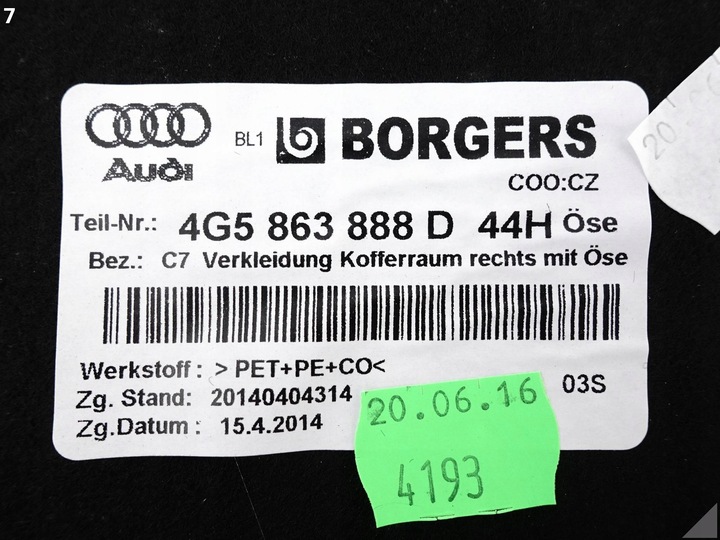 7
Audi
BL1 BORGERS
COO:CZ
Teil-Nr.: 4G5 863 888 D 44H Öse
Bez.: C7 Verkleidung Kofferraum rechts mit Öse
Werkstoff : > PET+PE+CO<
Zg. Stand: 20140404314
03S
Zg.Datum : 15.4.2014
20.06.16
4193
20